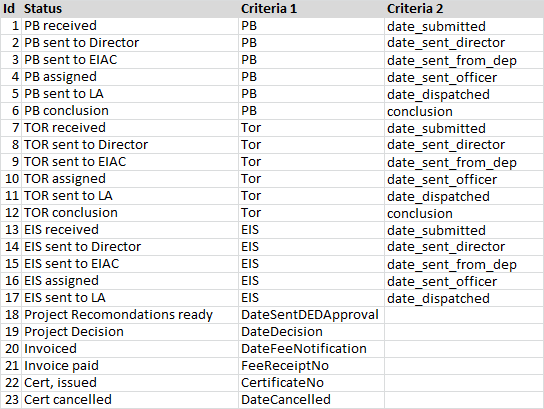 Id Status Criteria 1 Criteria 2
1 PB received PB date_submitted
2 PB sent to Director PB date_sent_director
3 PB sent to EIAC PB date_sent_from_dep
4 PB assigned PB date_sent_officer
5 PB sent to LA PB date_dispatched
6 PB conclusion PB conclusion
7 TOR received Tor date_submitted
8 TOR sent to Director Tor date_sent_director
9 TOR sent to EIAC Tor date_sent_from_dep
10 TOR assigned Tor date_sent_officer
11 TOR sent to LA Tor date_dispatched
12 TOR conclusion Tor conclusion
13 EIS received EIS date_submitted
14 EIS sent to Director EIS date_sent_director
15 EIS sent to EIAC EIS date_sent_from_dep
16 EIS assigned EIS date_sent_officer
17 EIS sent to LA EIS date_dispatched
18 Project Recomondations ready DateSentDEDApproval
19 Project Decision DateDecision
20 Invoiced DateFeeNotification
21 Invoice paid FeeReceiptNo
22 Cert, issued CertificateNo
23 Cert cancelled DateCancelled